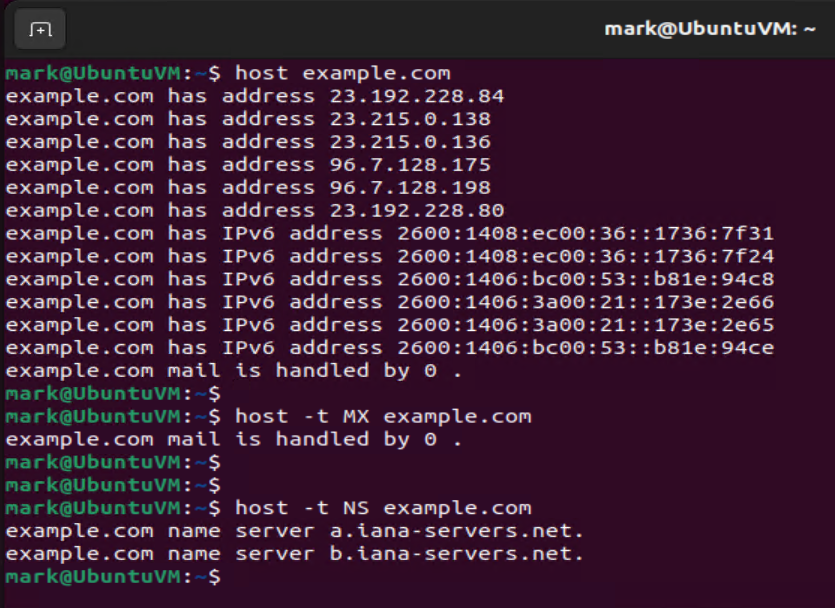 mark@UbuntuVM: ~
mark@UbuntuVM:~$ host example.com
example.com has address 23.192.228.84
example.com has address 23.215.0.138
example.com has address 23.215.0.136
example.com has address 96.7.128.175
example.com has address 96.7.128.198
example.com has address 23.192.228.80
example.com has IPv6 address 2600:1408:ec00:36::1736:7f31
example.com has IPv6 address 2600:1408:ec00:36::1736:7f24
example.com has IPv6 address 2600:1406:bc00:53::b81e:94c8
example.com has IPv6 address 2600:1406:3a00:21::173e:2e66
example.com has IPv6 address 2600:1406:3a00:21::173e:2e65
example.com has IPv6 address 2600:1406:bc00:53::b81e:94ce
example.com mail is handled by 0 .
mark@UbuntuVM:~$
mark@UbuntuVM:~$ host -t MX example.com
example.com mail is handled by 0 .
mark@UbuntuVM:~$
mark@UbuntuVM:~$
mark@UbuntuVM:~$ host -t NS example.com
example.com name server a.iana-servers.net.
example.com name server b.iana-servers.net.
mark@UbuntuVM:~$